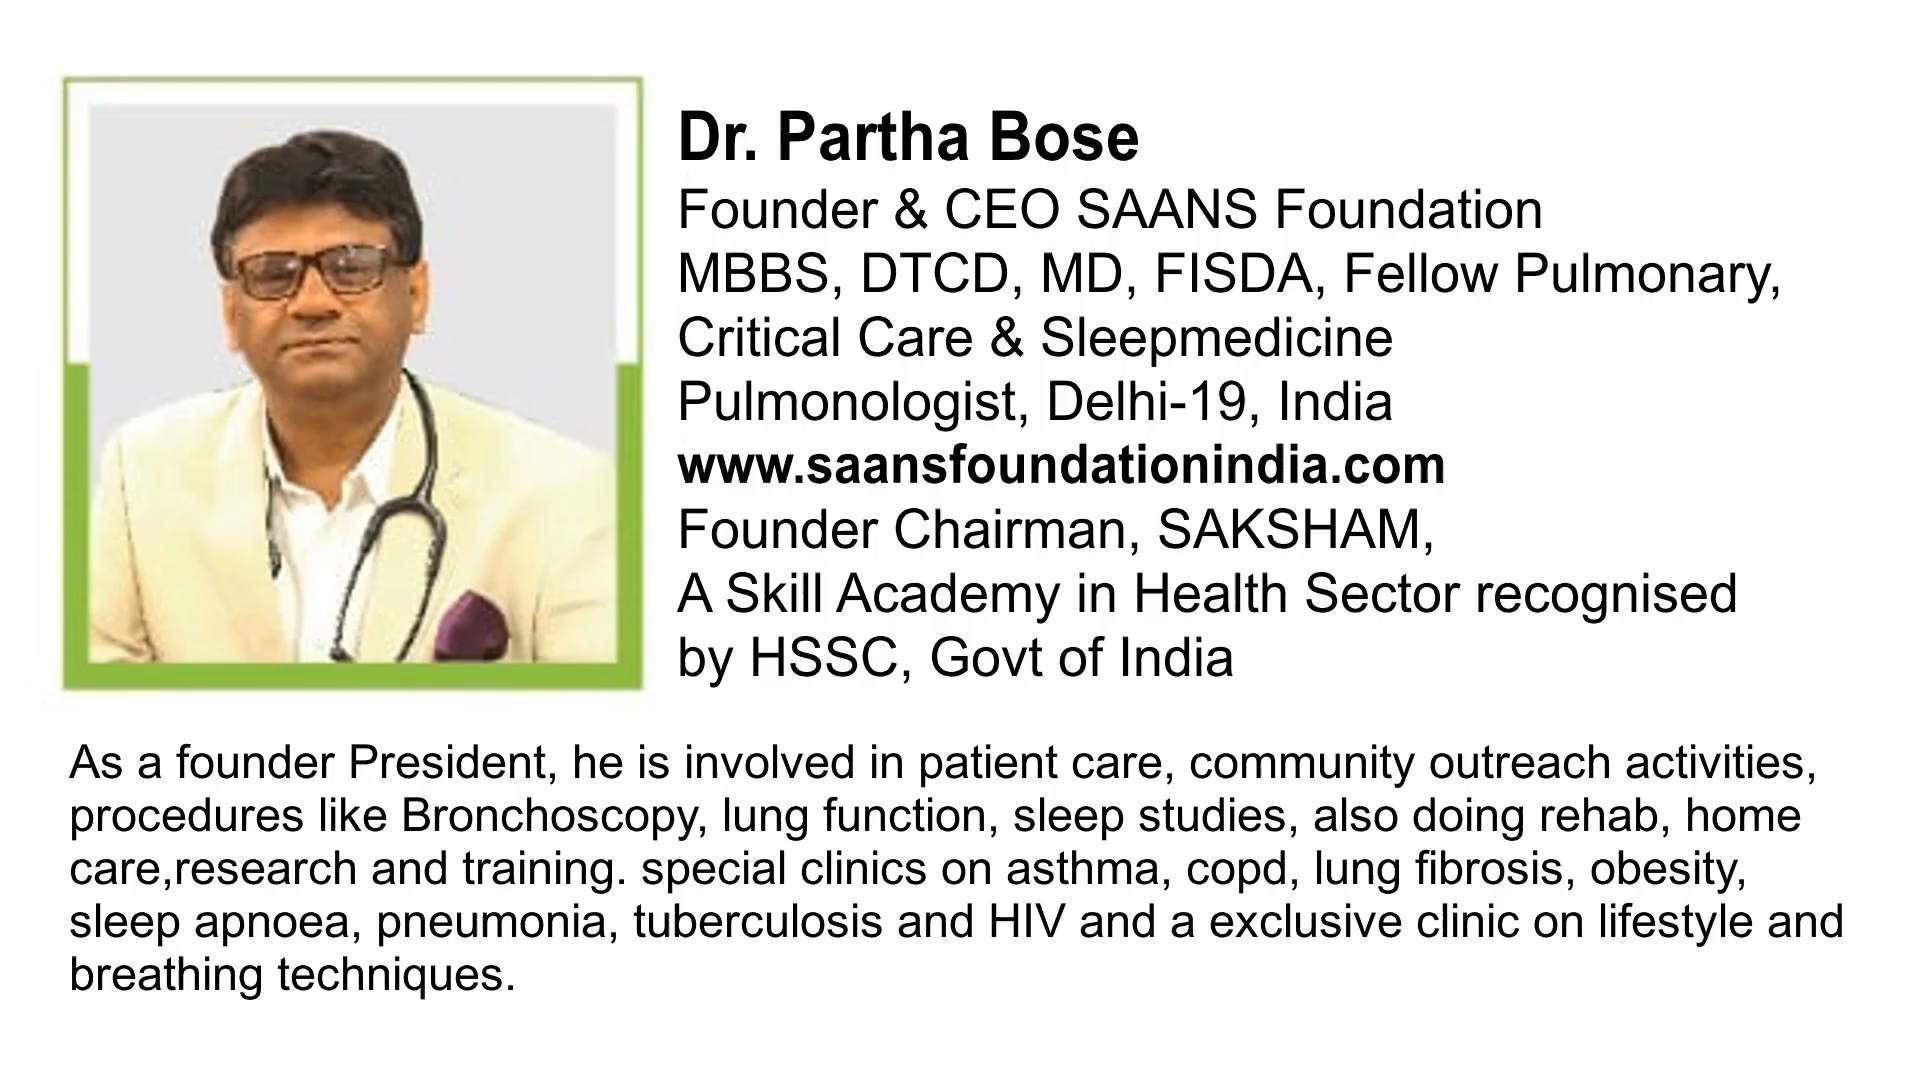 Dr. Partha Bose
Founder & CEO SAANS Foundation
MBBS, DTCD, MD, FISDA, Fellow Pulmonary,
Critical Care & Sleepmedicine
Pulmonologist, Delhi-19, India
www.saansfoundationindia.com
Founder Chairman, SAKSHAM,
A Skill Academy in Health Sector recognised
by HSSC, Govt of India
As a founder President, he is involved in patient care, community outreach activities,
procedures like Bronchoscopy, lung function, sleep studies, also doing rehab, home
care,research and training. special clinics on asthma, copd, lung fibrosis, obesity,
sleep apnoea, pneumonia, tuberculosis and HIV and a exclusive clinic on lifestyle and
breathing techniques.